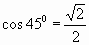 cos 45⁰ = √2/2